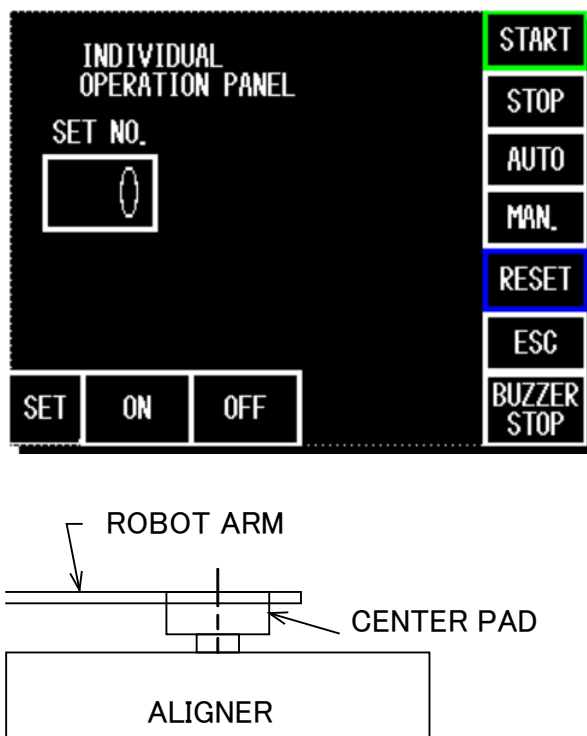 INDIVIDUAL
OPERATION PANEL
SET NO.
0
SET
ON
OFF
START
STOP
AUTO
MAN.
RESET
ESC
BUZZER
STOP
ROBOT ARM
CENTER PAD
ALIGNER